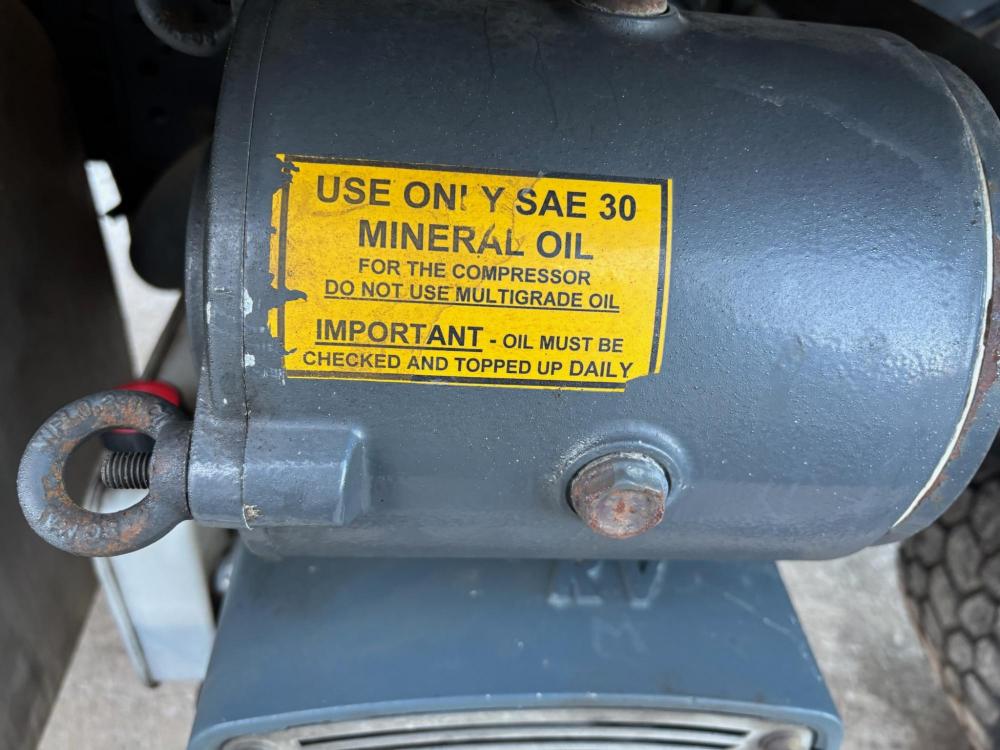 USE ONLY SAE 30
MINERAL OIL
FOR THE COMPRESSOR
DO NOT USE MULTIGRADE OIL
IMPORTANT - OIL MUST BE
CHECKED AND TOPPED UP DAILY